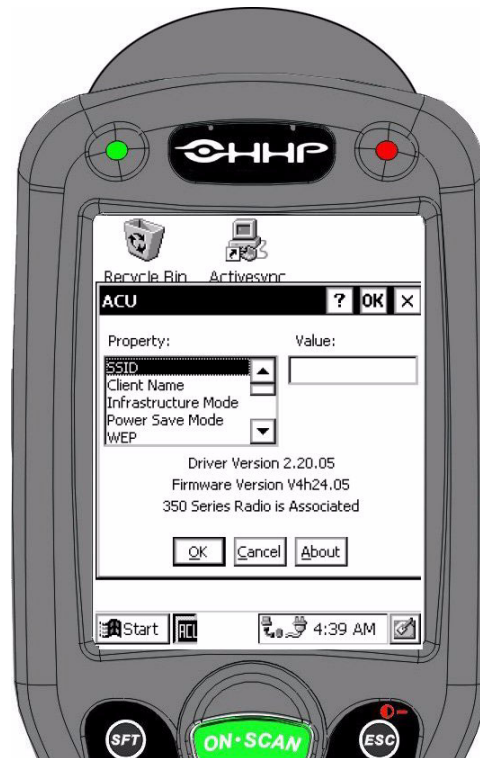 HHP
Recycle Bin Activesync
ACU ? OK ×
Property: Value:
SSID
Client Name
Infrastructure Mode
Power Save Mode
WEP
Driver Version 2.20.05
Firmware Version V4h24.05
350 Series Radio is Associated
OK Cancel About
Start ACU 4:39 AM
SFT ON·SCAN ESC